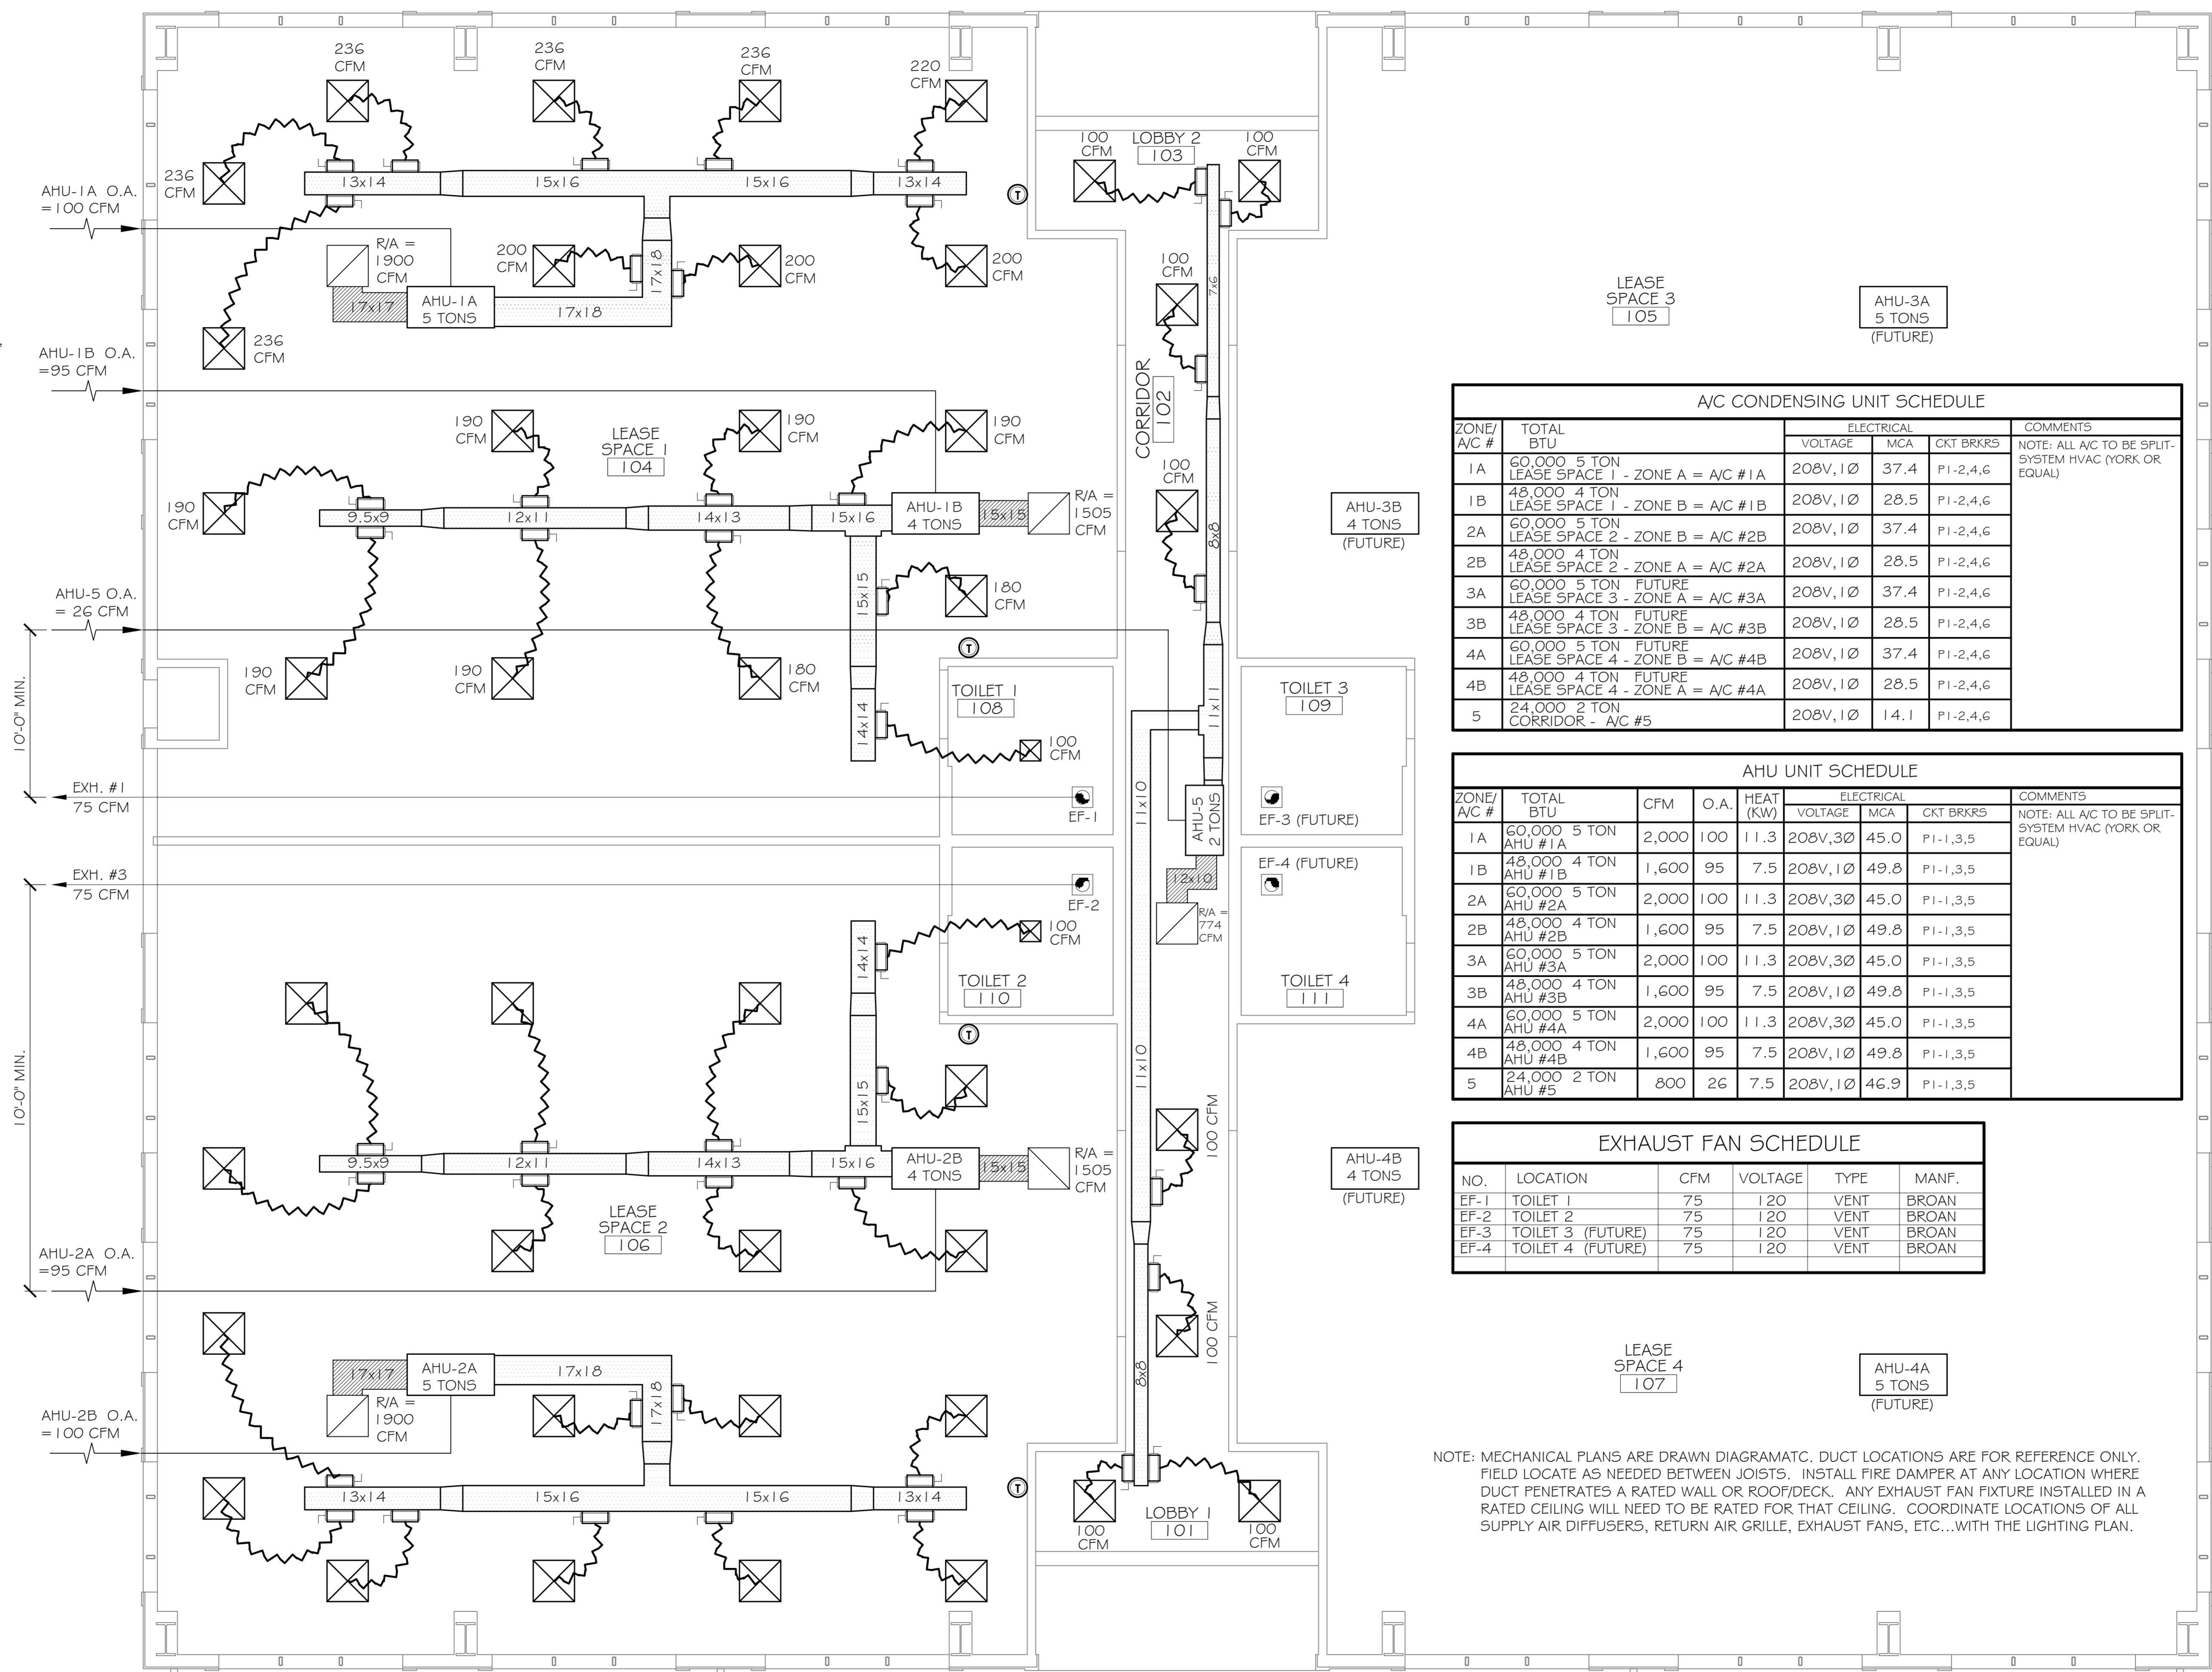 236
CFM
236
CFM
236
CFM
220
CFM
236
CFM
13x14
15x16
15x16
13x14
T
AHU-1A O.A.
=100 CFM
R/A =
1900
CFM
200
CFM
17x18
200
CFM
200
CFM
17x17
AHU-1A
5 TONS
17x18
236
CFM
AHU-1B O.A.
=95 CFM
190
CFM
190
CFM
190
CFM
LEASE
SPACE 1
104
190
CFM
9.5x9
12x11
14x13
15x16
AHU-1B
4 TONS
15x15
R/A =
1505
CFM
15x15
180
CFM
AHU-5 O.A.
= 26 CFM
T
190
CFM
190
CFM
180
CFM
14x14
TOILET 1
108
100
CFM
10'-0" MIN.
EXH. #1
75 CFM
EF-1
EXH. #3
75 CFM
EF-2
14x14
100
CFM
TOILET 2
110
T
15x15
10'-0" MIN.
9.5x9
12x11
14x13
15x16
AHU-2B
4 TONS
15x15
R/A =
1505
CFM
LEASE
SPACE 2
106
AHU-2A O.A.
=95 CFM
17x17
AHU-2A
5 TONS
17x18
17x18
R/A =
1900
CFM
AHU-2B O.A.
=100 CFM
13x14
15x16
15x16
13x14
T
100
CFM
LOBBY 2
103
100
CFM
100
CFM
7x6
CORRIDOR
102
100
CFM
8x8
11x11
TOILET 3
109
11x10
AHU-5
2 TONS
EF-3 (FUTURE)
EF-4 (FUTURE)
12x10
R/A =
774
CFM
TOILET 4
111
11x10
100 CFM
100 CFM
8x8
LOBBY 1
101
100
CFM
100
CFM
LEASE
SPACE 3
105
AHU-3A
5 TONS
(FUTURE)
AHU-3B
4 TONS
(FUTURE)
A/C CONDENSING UNIT SCHEDULE
ZONE/ A/C # TOTAL BTU ELECTRICAL VOLTAGE MCA CKT BRKRS COMMENTS
NOTE: ALL A/C TO BE SPLIT-
SYSTEM HVAC (YORK OR
EQUAL)
1A 60,000 5 TON LEASE SPACE 1 - ZONE A = A/C #1A 208V,1Ø 37.4 P1-2,4,6
1B 48,000 4 TON LEASE SPACE 1 - ZONE B = A/C #1B 208V,1Ø 28.5 P1-2,4,6
2A 60,000 5 TON LEASE SPACE 2 - ZONE B = A/C #2B 208V,1Ø 37.4 P1-2,4,6
2B 48,000 4 TON LEASE SPACE 2 - ZONE A = A/C #2A 208V,1Ø 28.5 P1-2,4,6
3A 60,000 5 TON FUTURE LEASE SPACE 3 - ZONE A = A/C #3A 208V,1Ø 37.4 P1-2,4,6
3B 48,000 4 TON FUTURE LEASE SPACE 3 - ZONE B = A/C #3B 208V,1Ø 28.5 P1-2,4,6
4A 60,000 5 TON FUTURE LEASE SPACE 4 - ZONE B = A/C #4B 208V,1Ø 37.4 P1-2,4,6
4B 48,000 4 TON FUTURE LEASE SPACE 4 - ZONE A = A/C #4A 208V,1Ø 28.5 P1-2,4,6
5 24,000 2 TON CORRIDOR - A/C #5 208V,1Ø 14.1 P1-2,4,6
AHU UNIT SCHEDULE
ZONE/ A/C # TOTAL BTU CFM O.A. HEAT (KW) ELECTRICAL VOLTAGE MCA CKT BRKRS COMMENTS
NOTE: ALL A/C TO BE SPLIT-
SYSTEM HVAC (YORK OR
EQUAL)
1A 60,000 5 TON AHU #1A 2,000 100 11.3 208V,3Ø 45.0 P1-1,3,5
1B 48,000 4 TON AHU #1B 1,600 95 7.5 208V,1Ø 49.8 P1-1,3,5
2A 60,000 5 TON AHU #2A 2,000 100 11.3 208V,3Ø 45.0 P1-1,3,5
2B 48,000 4 TON AHU #2B 1,600 95 7.5 208V,1Ø 49.8 P1-1,3,5
3A 60,000 5 TON AHU #3A 2,000 100 11.3 208V,3Ø 45.0 P1-1,3,5
3B 48,000 4 TON AHU #3B 1,600 95 7.5 208V,1Ø 49.8 P1-1,3,5
4A 60,000 5 TON AHU #4A 2,000 100 11.3 208V,3Ø 45.0 P1-1,3,5
4B 48,000 4 TON AHU #4B 1,600 95 7.5 208V,1Ø 49.8 P1-1,3,5
5 24,000 2 TON AHU #5 800 26 7.5 208V,1Ø 46.9 P1-1,3,5
EXHAUST FAN SCHEDULE
NO. LOCATION CFM VOLTAGE TYPE MANF.
EF-1 TOILET 1 75 120 VENT BROAN
EF-2 TOILET 2 75 120 VENT BROAN
EF-3 TOILET 3 (FUTURE) 75 120 VENT BROAN
EF-4 TOILET 4 (FUTURE) 75 120 VENT BROAN
AHU-4B
4 TONS
(FUTURE)
LEASE
SPACE 4
107
AHU-4A
5 TONS
(FUTURE)
NOTE: MECHANICAL PLANS ARE DRAWN DIAGRAMATC. DUCT LOCATIONS ARE FOR REFERENCE ONLY.
FIELD LOCATE AS NEEDED BETWEEN JOISTS. INSTALL FIRE DAMPER AT ANY LOCATION WHERE
DUCT PENETRATES A RATED WALL OR ROOF/DECK. ANY EXHAUST FAN FIXTURE INSTALLED IN A
RATED CEILING WILL NEED TO BE RATED FOR THAT CEILING. COORDINATE LOCATIONS OF ALL
SUPPLY AIR DIFFUSERS, RETURN AIR GRILLE, EXHAUST FANS, ETC...WITH THE LIGHTING PLAN.